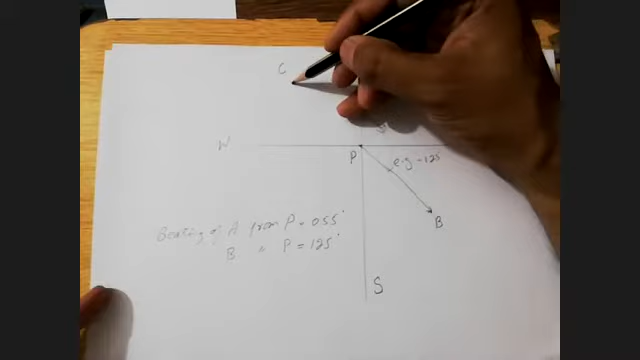 C
W
P
e.g - 125
B
Bearing of A from P = 055°
B " P = 125°
S